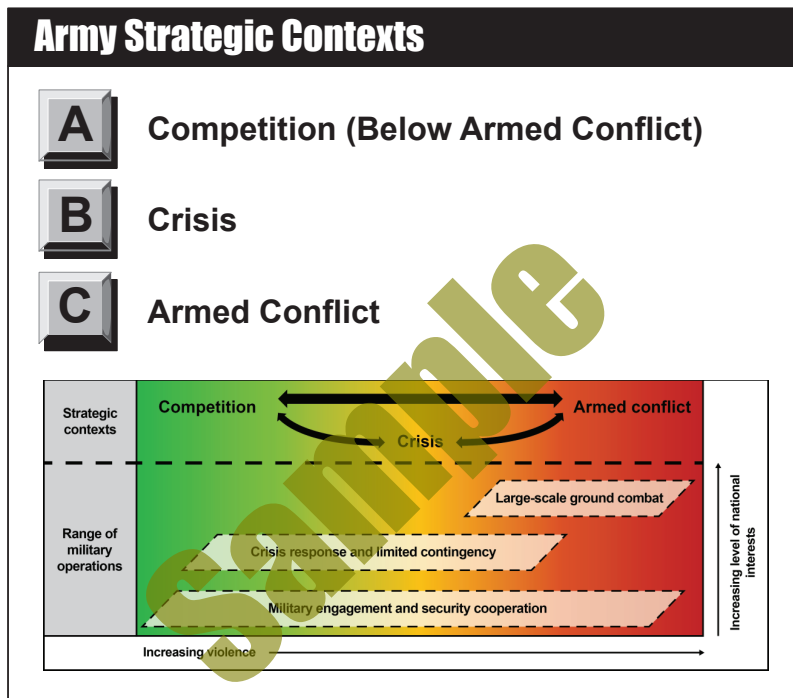 Army Strategic Contexts
A
Competition (Below Armed Conflict)
B
Crisis
C
Armed Conflict
Strategic
contexts
Competition
Armed conflict
Crisis
Range of
military
operations
Large-scale ground combat
Crisis response and limited contingency
Military engagement and security cooperation
Increasing level of national
interests
Increasing violence
Sample